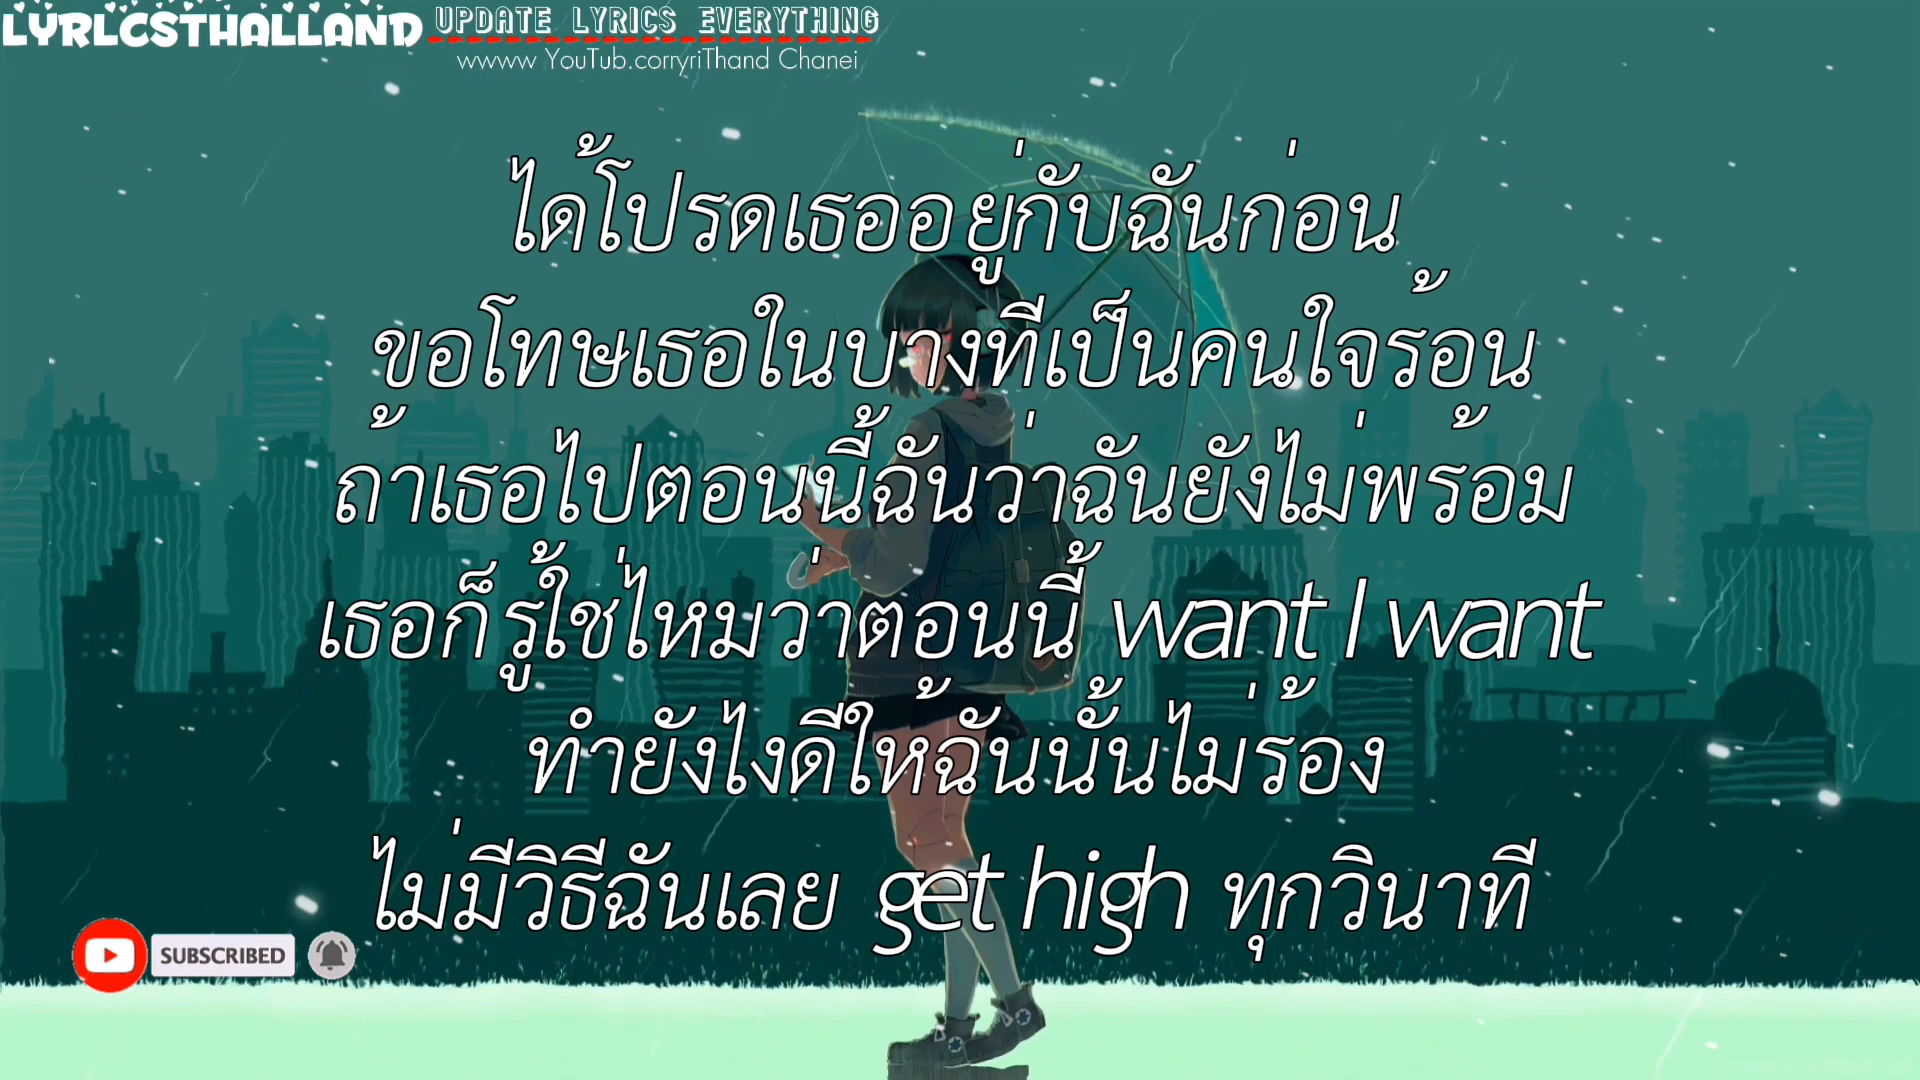 LYRLCSTHALLAND
UPDATE LYRICS EVERYTHING
wwww YouTub.corryriThand Chanei
ได้โปรดเธออยู่กับฉันก่อน
ขอโทษเธอในบางทีเป็นคนใจร้อน
ถ้าเธอไปตอนนี้ฉันว่าฉันยังไม่พร้อม
เธอก็รู้ใช่ไหมว่าตอนนี้ want I want
ทำยังไงดีให้ฉันนั้นไม่ร้อง
ไม่มีวิธีฉันเลย get high ทุกวินาที
SUBSCRIBED